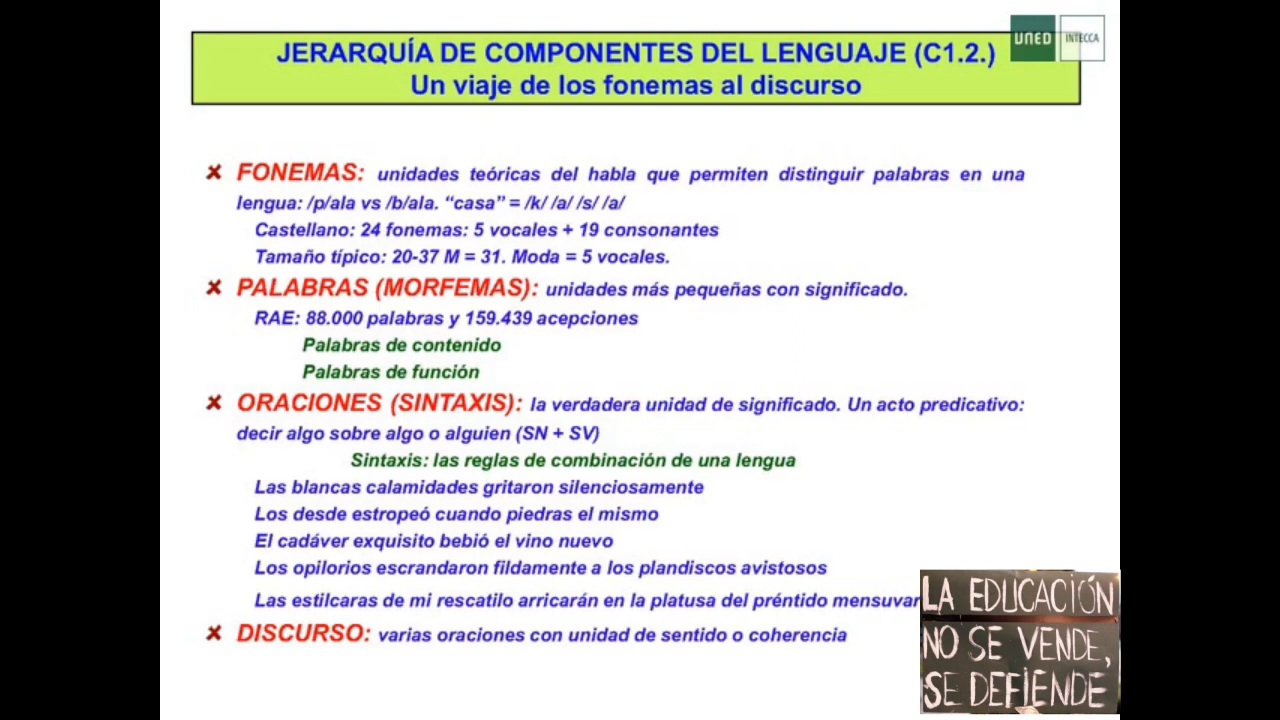 UNED
INTECCA
JERARQUÍA DE COMPONENTES DEL LENGUAJE (C1.2.)
Un viaje de los fonemas al discurso
FONEMAS: unidades teóricas del habla que permiten distinguir palabras en una
lengua: /p/ala vs /b/ala. “casa” = /k/ /a/ /s/ /a/
Castellano: 24 fonemas: 5 vocales + 19 consonantes
Tamaño típico: 20-37 M = 31. Moda = 5 vocales.
PALABRAS (MORFEMAS): unidades más pequeñas con significado.
RAE: 88.000 palabras y 159.439 acepciones
Palabras de contenido
Palabras de función
ORACIONES (SINTAXIS): la verdadera unidad de significado. Un acto predicativo:
decir algo sobre algo o alguien (SN + SV)
Sintaxis: las reglas de combinación de una lengua
Las blancas calamidades gritaron silenciosamente
Los desde estropeó cuando piedras el mismo
El cadáver exquisito bebió el vino nuevo
Los opilorios escrandaron fildamente a los plandiscos avistosos
Las estilcaras de mi rescatilo arricarán en la platusa del préntido mensuvar
DISCURSO: varias oraciones con unidad de sentido o coherencia
LA EDUCACIÓN
NO SE VENDE,
SE DEFIENDE